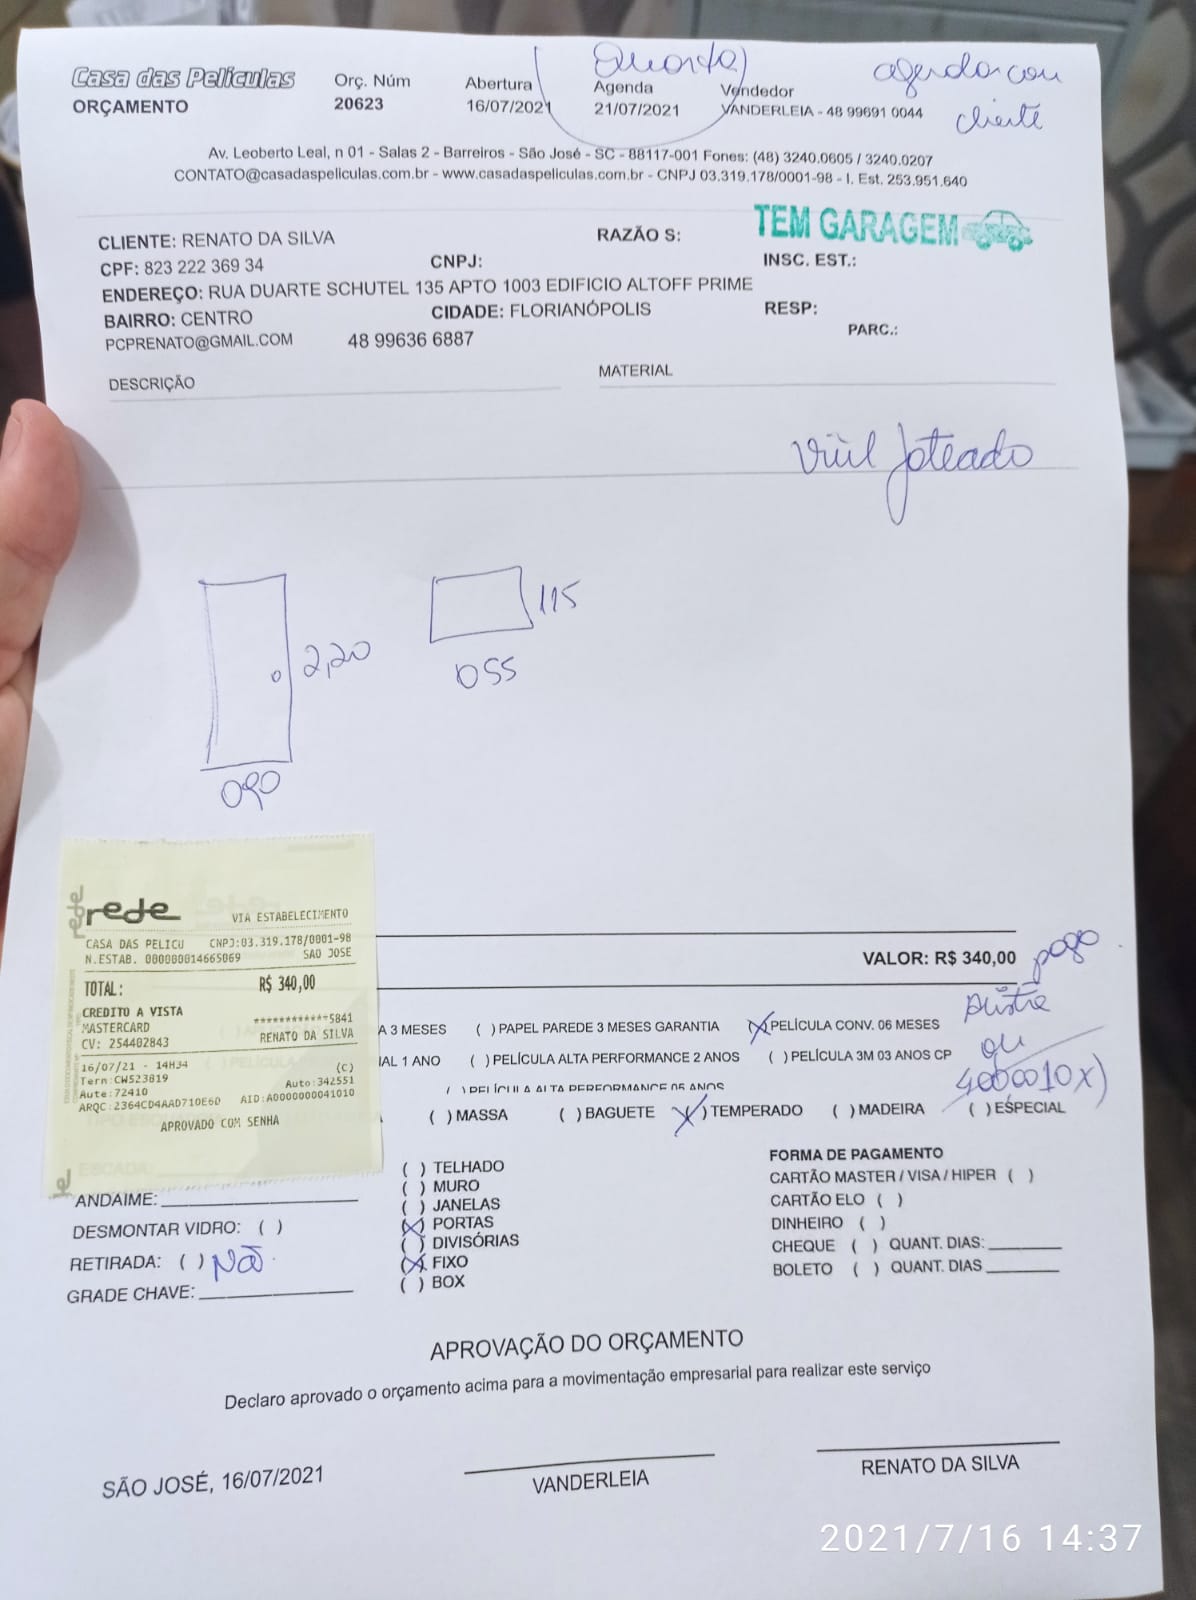 Casa das Películas
ORÇAMENTO
Orç. Núm
20623
Abertura
16/07/2021
Quarta
Agenda
21/07/2021
Vendedor
VANDERLEIA - 48 99691 0044
agendar com
cliente
Av. Leoberto Leal, n 01 - Salas 2 - Barreiros - São José - SC - 88117-001 Fones: (48) 3240.0605 / 3240.0207
CONTATO@casadaspeliculas.com.br - www.casadaspeliculas.com.br - CNPJ 03.319.178/0001-98 - I. Est. 253.951.640
TEM GARAGEM
CLIENTE: RENATO DA SILVA
RAZÃO S:
CPF: 823 222 369 34
CNPJ:
INSC. EST.:
ENDEREÇO: RUA DUARTE SCHUTEL 135 APTO 1003 EDIFICIO ALTOFF PRIME
BAIRRO: CENTRO
CIDADE: FLORIANÓPOLIS
RESP:
PCPRENATO@GMAIL.COM
48 99636 6887
PARC.:
DESCRIÇÃO
MATERIAL
Jateado
115
2,20
055
090
rede
rede
VIA ESTABELECIMENTO
CASA DAS PELICU CNPJ:03.319.178/0001-98
N.ESTAB. 000000014665069 SAO JOSE
TOTAL: R$ 340,00
CREDITO A VISTA
MASTERCARD ************5841
CV: 254402843 RENATO DA SILVA
16/07/21 - 14H34 (C)
Term:CW523819 Auto:342551
Aute:72410
ARQC:2364CD4AAD710E6D AID:A0000000041010
APROVADO COM SENHA
VALOR: R$ 340,00
pago
A 3 MESES
( ) PAPEL PAREDE 3 MESES GARANTIA
(X) PELÍCULA CONV. 06 MESES
ou
IAL 1 ANO
( ) PELÍCULA ALTA PERFORMANCE 2 ANOS
( ) PELÍCULA 3M 03 ANOS CP
( ) PELÍCULA ALTA PERFORMANCE 05 ANOS
( ) MASSA
( ) BAGUETE
(X) TEMPERADO
( ) MADEIRA
( ) ESPECIAL
ANDAIME:
DESMONTAR VIDRO: ( )
RETIRADA: ( ) NÃO
GRADE CHAVE:
( ) TELHADO
( ) MURO
( ) JANELAS
(X) PORTAS
( ) DIVISÓRIAS
(X) FIXO
( ) BOX
FORMA DE PAGAMENTO
CARTÃO MASTER / VISA / HIPER ( )
CARTÃO ELO ( )
DINHEIRO ( )
CHEQUE ( ) QUANT. DIAS:
BOLETO ( ) QUANT. DIAS
APROVAÇÃO DO ORÇAMENTO
Declaro aprovado o orçamento acima para a movimentação empresarial para realizar este serviço
SÃO JOSÉ, 16/07/2021
VANDERLEIA
RENATO DA SILVA
2021/7/16 14:37